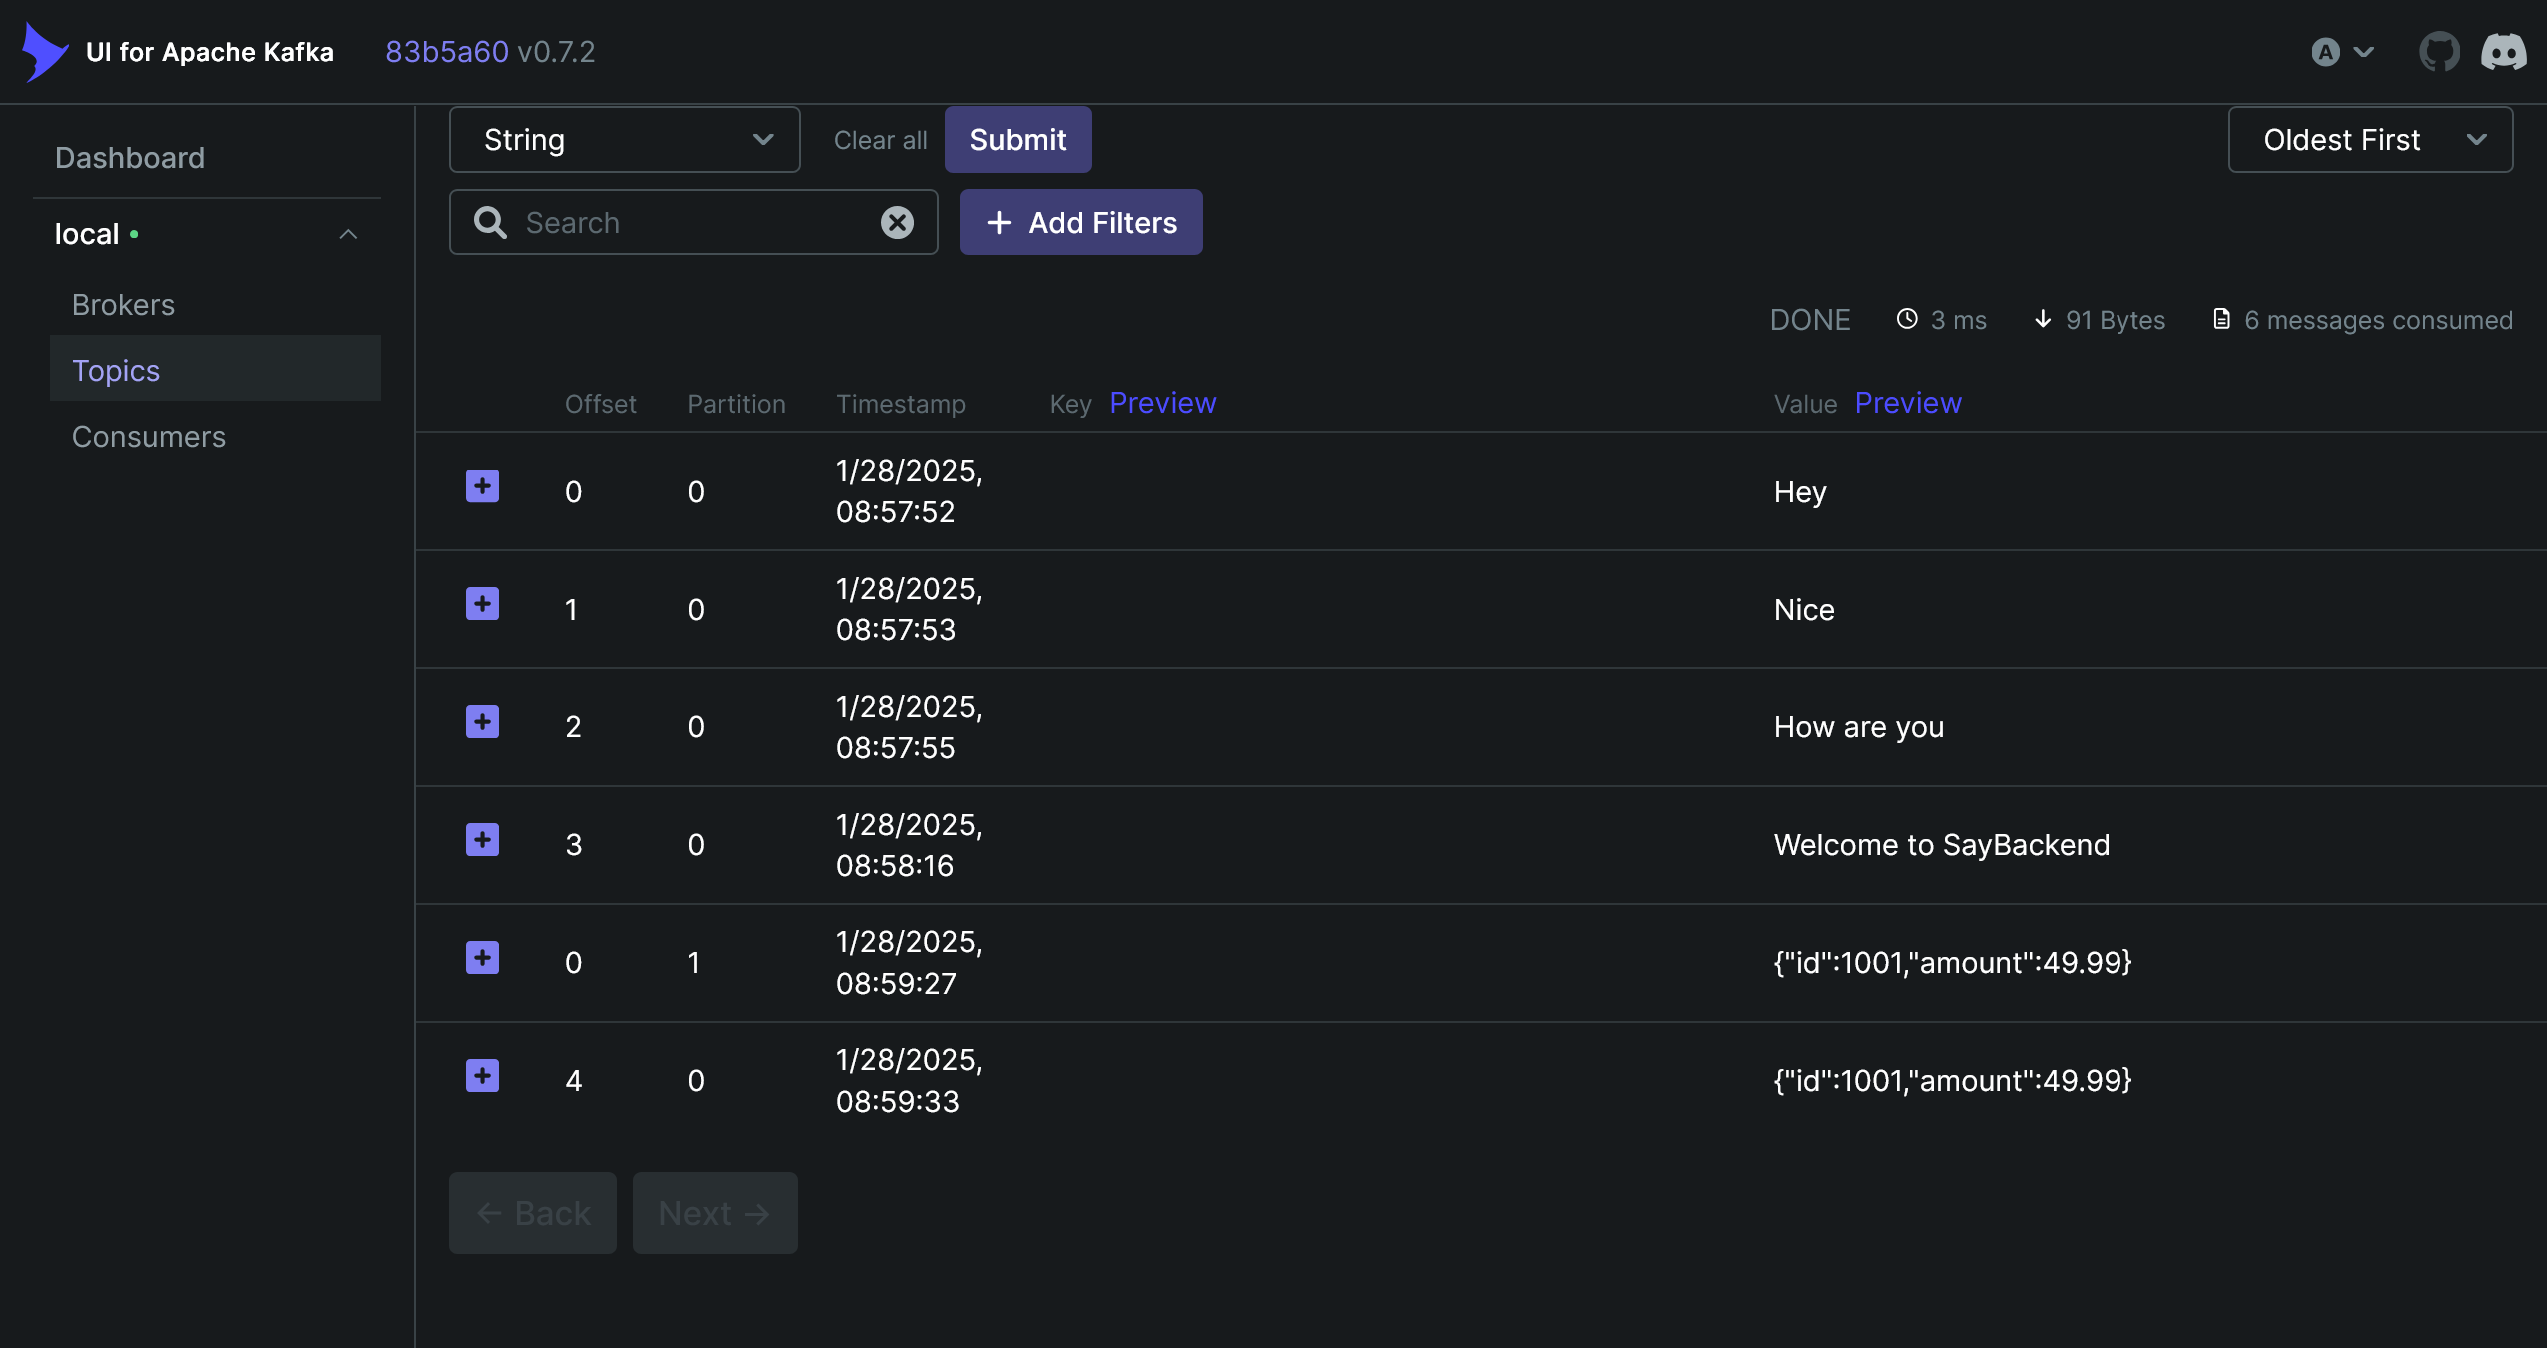 UI for Apache Kafka 83b5a60 v0.7.2 A
Dashboard
local
Brokers
Topics
Consumers
String Clear all Submit Oldest First
Search Add Filters
DONE 3 ms 91 Bytes 6 messages consumed
Offset Partition Timestamp Key Preview Value Preview
0 0 1/28/2025, 08:57:52 Hey
1 0 1/28/2025, 08:57:53 Nice
2 0 1/28/2025, 08:57:55 How are you
3 0 1/28/2025, 08:58:16 Welcome to SayBackend
0 1 1/28/2025, 08:59:27 {"id":1001,"amount":49.99}
4 0 1/28/2025, 08:59:33 {"id":1001,"amount":49.99}
← Back Next →